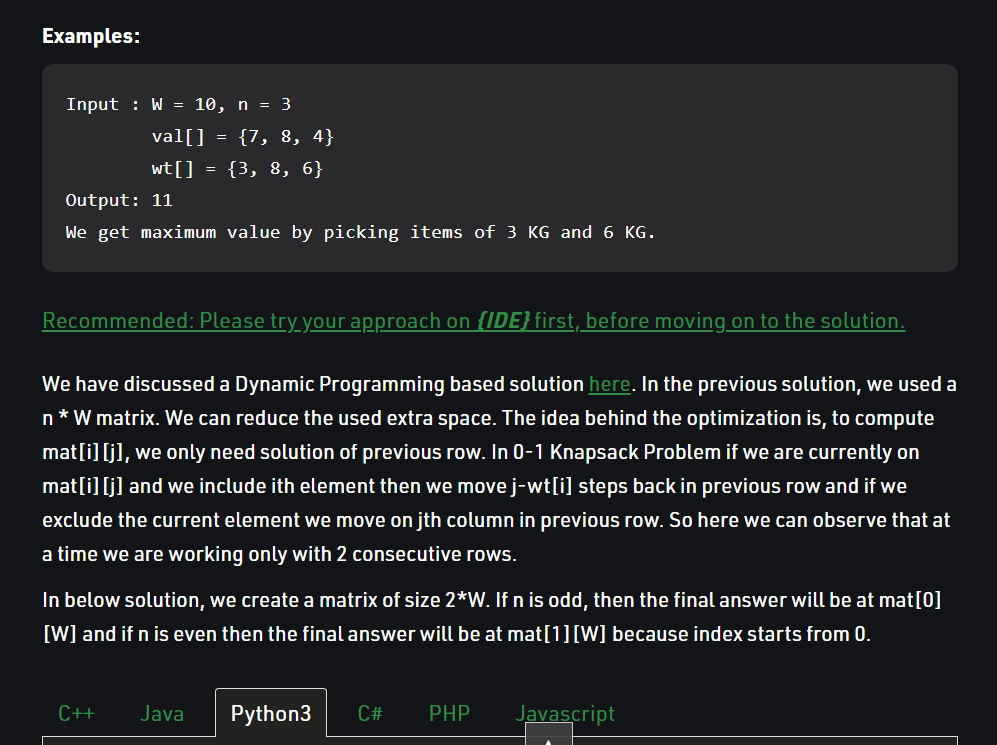 Examples:
Input : W = 10, n = 3
val[] = {7, 8, 4}
wt[] = {3, 8, 6}
Output: 11
We get maximum value by picking items of 3 KG and 6 KG.
Recommended: Please try your approach on {IDE} first, before moving on to the solution.
We have discussed a Dynamic Programming based solution here. In the previous solution, we used a
n * W matrix. We can reduce the used extra space. The idea behind the optimization is, to compute
mat[i][j], we only need solution of previous row. In 0-1 Knapsack Problem if we are currently on
mat[i][j] and we include ith element then we move j-wt[i] steps back in previous row and if we
exclude the current element we move on jth column in previous row. So here we can observe that at
a time we are working only with 2 consecutive rows.
In below solution, we create a matrix of size 2*W. If n is odd, then the final answer will be at mat[0]
[W] and if n is even then the final answer will be at mat[1][W] because index starts from 0.
C++ Java Python3 C# PHP Javascript